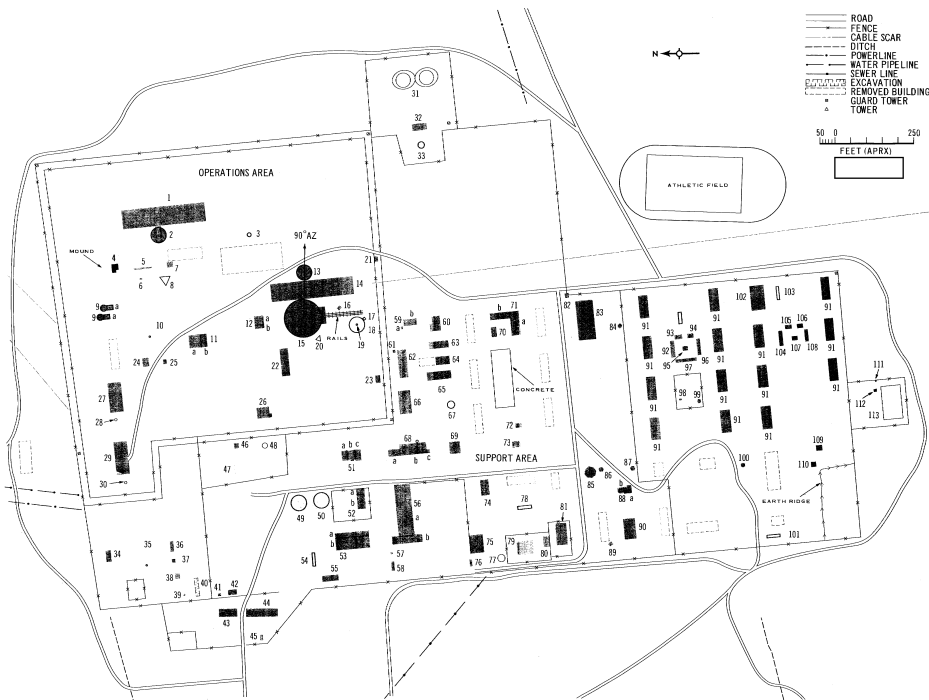 ROAD
FENCE
CABLE SCAR
DITCH
POWERLINE
WATER PIPELINE
SEWER LINE
EXCAVATION
REMOVED BUILDING
GUARD TOWER
TOWER
50 0 250
FEET (APRX)
N
31
32
33
OPERATIONS AREA
ATHLETIC FIELD
1
2
3
90°AZ
MOUND
4
5
6
7
8
21
13
14
9 a
9 a
10
12 a
b
16
17
18
15
20
19
RAILS
11
a b
22
23
24
25
26
27
28
29
30
59 a
b
60
61
62 a
b
63
64
65
66
67
68
a b c
69
70
71
b
a
CONCRETE
72
73
SUPPORT AREA
82
83
84
91
91
91
91
91
91
91
91
91
91
91
91
91
92
93
94
95
96
97
98
99
102
103
104
105
106
107
108
109
110
111
112
113
100
101
EARTH RIDGE
46
47
48
a b c
51
49
50
52
a
b
53
a
b
54
55
56
a
a b
57
58
74
75
76
77
78
79
80
81
85
86
87
88 a
b
89
90
34
35
36
37
38
39
40
41
42
43
44
45